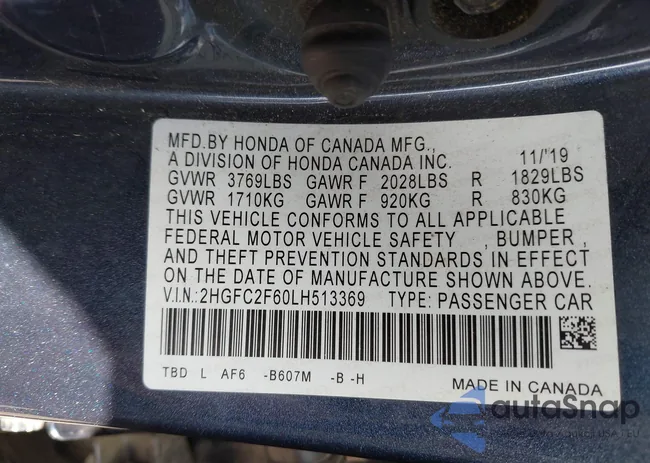 MFD.BY HONDA OF CANADA MFG.,
A DIVISION OF HONDA CANADA INC. 11/'19
GVWR 3769LBS GAWR F 2028LBS R 1829LBS
GVWR 1710KG GAWR F 920KG R 830KG
THIS VEHICLE CONFORMS TO ALL APPLICABLE
FEDERAL MOTOR VEHICLE SAFETY , BUMPER ,
AND THEFT PREVENTION STANDARDS IN EFFECT
ON THE DATE OF MANUFACTURE SHOWN ABOVE.
V.I.N.:2HGFC2F60LH513369 TYPE: PASSENGER CAR
TBD L AF6 -B607M -B -H
MADE IN CANADA
autoSnap